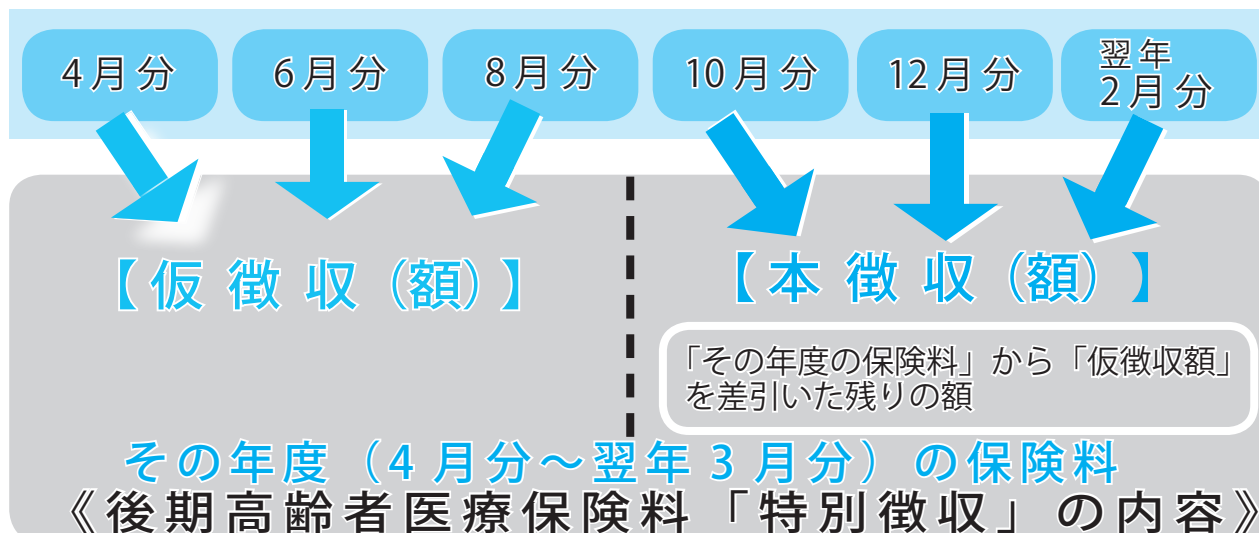 4月分
6月分
8月分
10月分
12月分
翌年
2月分
【仮徴収（額）】
【本徴収（額）】
「その年度の保険料」から「仮徴収額」
を差引いた残りの額
その年度（4月分～翌年3月分）の保険料
《後期高齢者医療保険料「特別徴収」の内容》